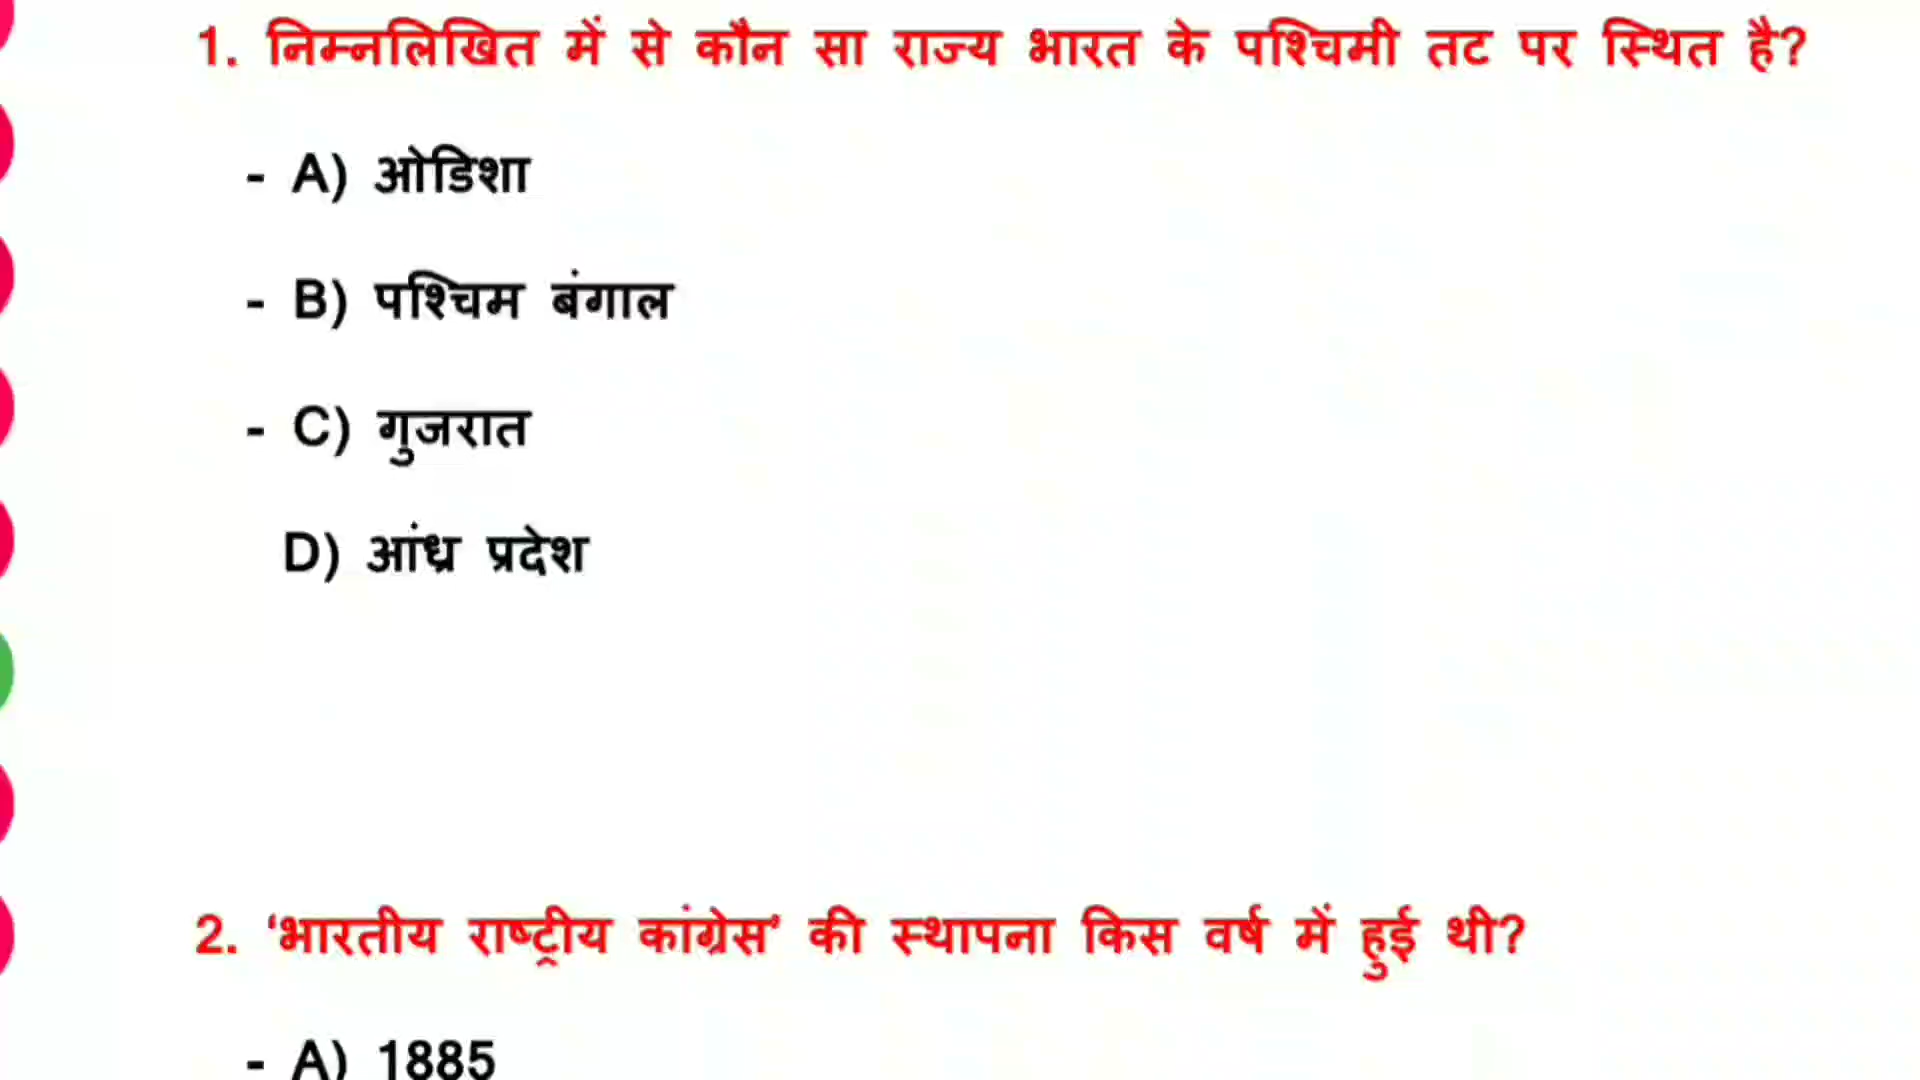 1. निम्नलिखित में से कौन सा राज्य भारत के पश्चिमी तट पर स्थित है?
- A) ओडिशा
- B) पश्चिम बंगाल
- C) गुजरात
D) आंध्र प्रदेश
2. ‘भारतीय राष्ट्रीय कांग्रेस’ की स्थापना किस वर्ष में हुई थी?
- A) 1885